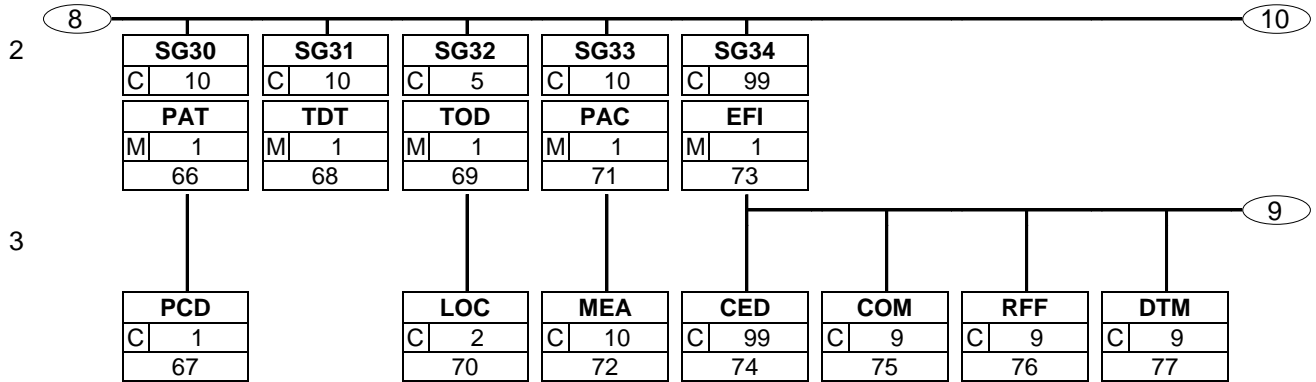 8 10
2
SG30 SG31 SG32 SG33 SG34
C 10 C 10 C 5 C 10 C 99
PAT TDT TOD PAC EFI
M 1 M 1 M 1 M 1 M 1
66 68 69 71 73
9
3
PCD LOC MEA CED COM RFF DTM
C 1 C 2 C 10 C 99 C 9 C 9 C 9
67 70 72 74 75 76 77